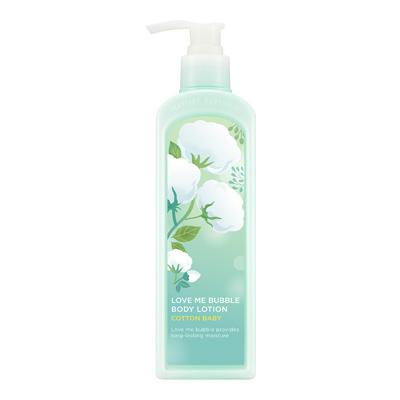 LOVE ME BUBBLE
BODY LOTION
COTTON BABY
Love me bubble provides
long-lasting moisture